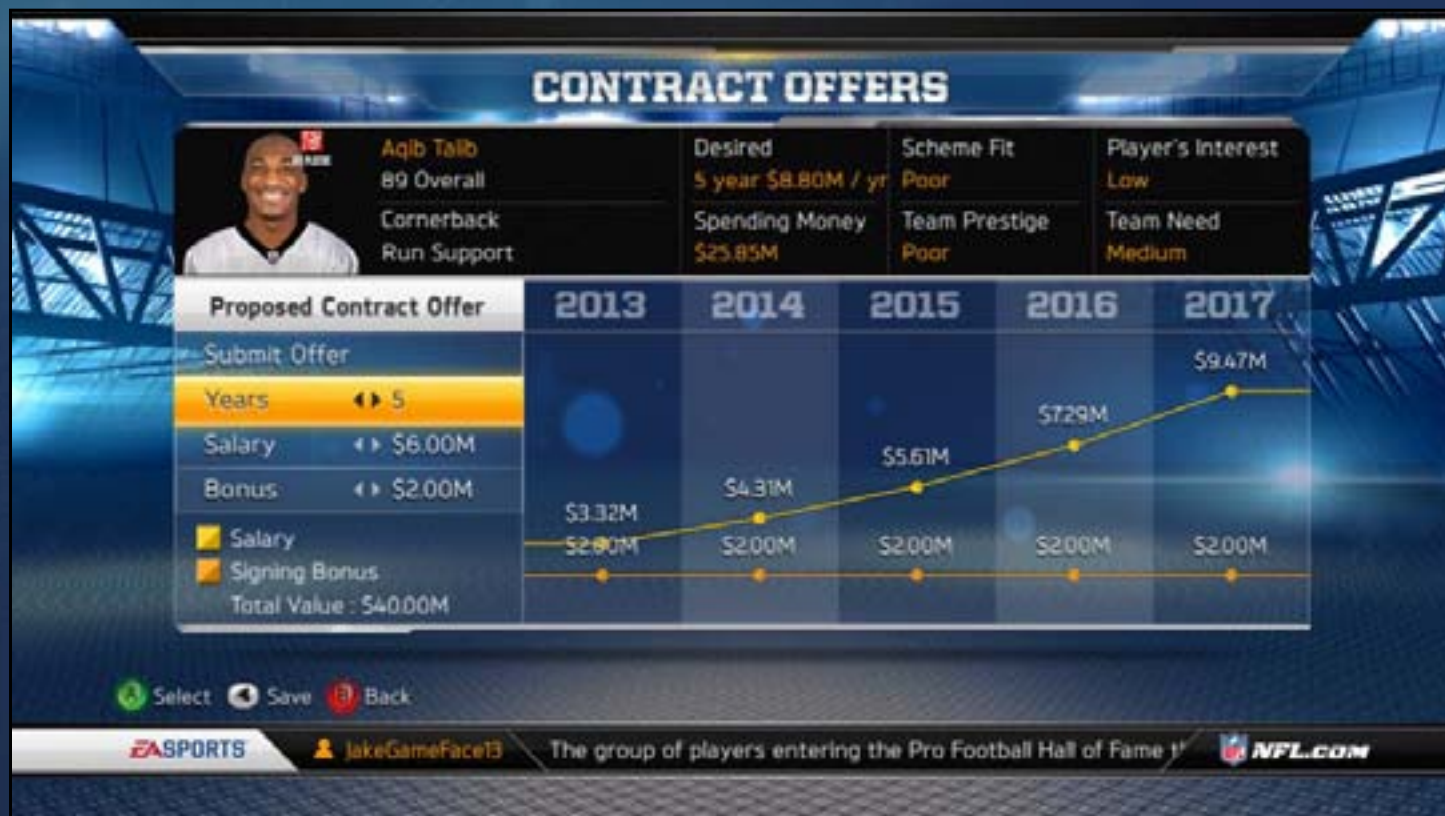 CONTRACT OFFERS
Aqib Talib
89 Overall
Cornerback
Run Support
Desired
5 year $8.80M / yr
Spending Money
$25.85M
Scheme Fit
Poor
Team Prestige
Poor
Player's Interest
Low
Team Need
Medium
Proposed Contract Offer
2013 2014 2015 2016 2017
Submit Offer
Years 5
Salary $6.00M
Bonus $2.00M
$3.32M $4.31M $5.61M $7.29M $9.47M
$2.00M $2.00M $2.00M $2.00M $2.00M
Salary
Signing Bonus
Total Value : $40.00M
A Select Save B Back
EA SPORTS
JakeGameFace13
The group of players entering the Pro Football Hall of Fame
NFL.COM